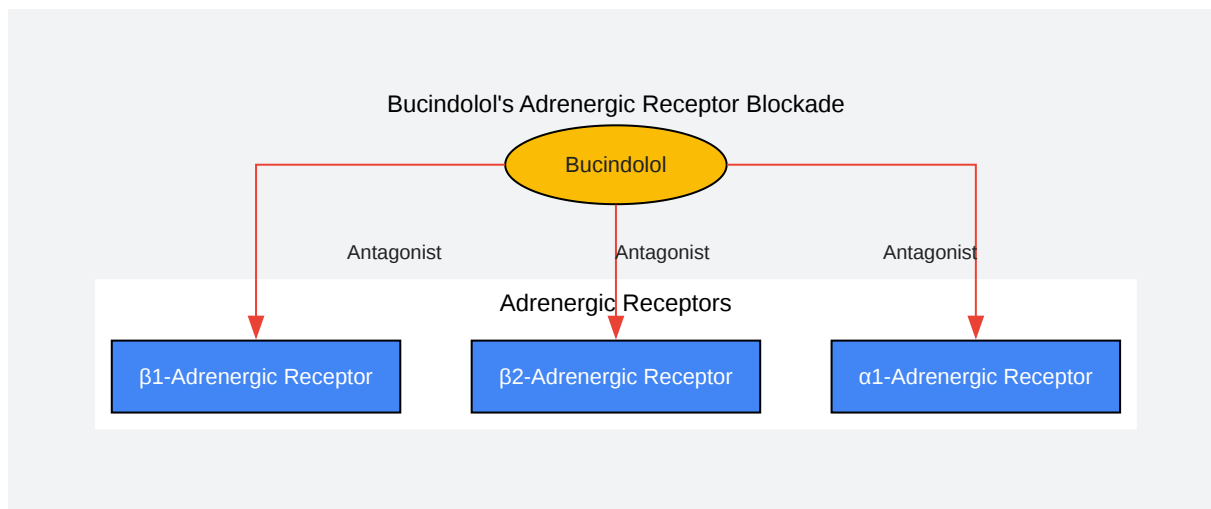 Bucindolol's Adrenergic Receptor Blockade
Bucindolol
Antagonist
Antagonist
Antagonist
Adrenergic Receptors
β1-Adrenergic Receptor
β2-Adrenergic Receptor
α1-Adrenergic Receptor